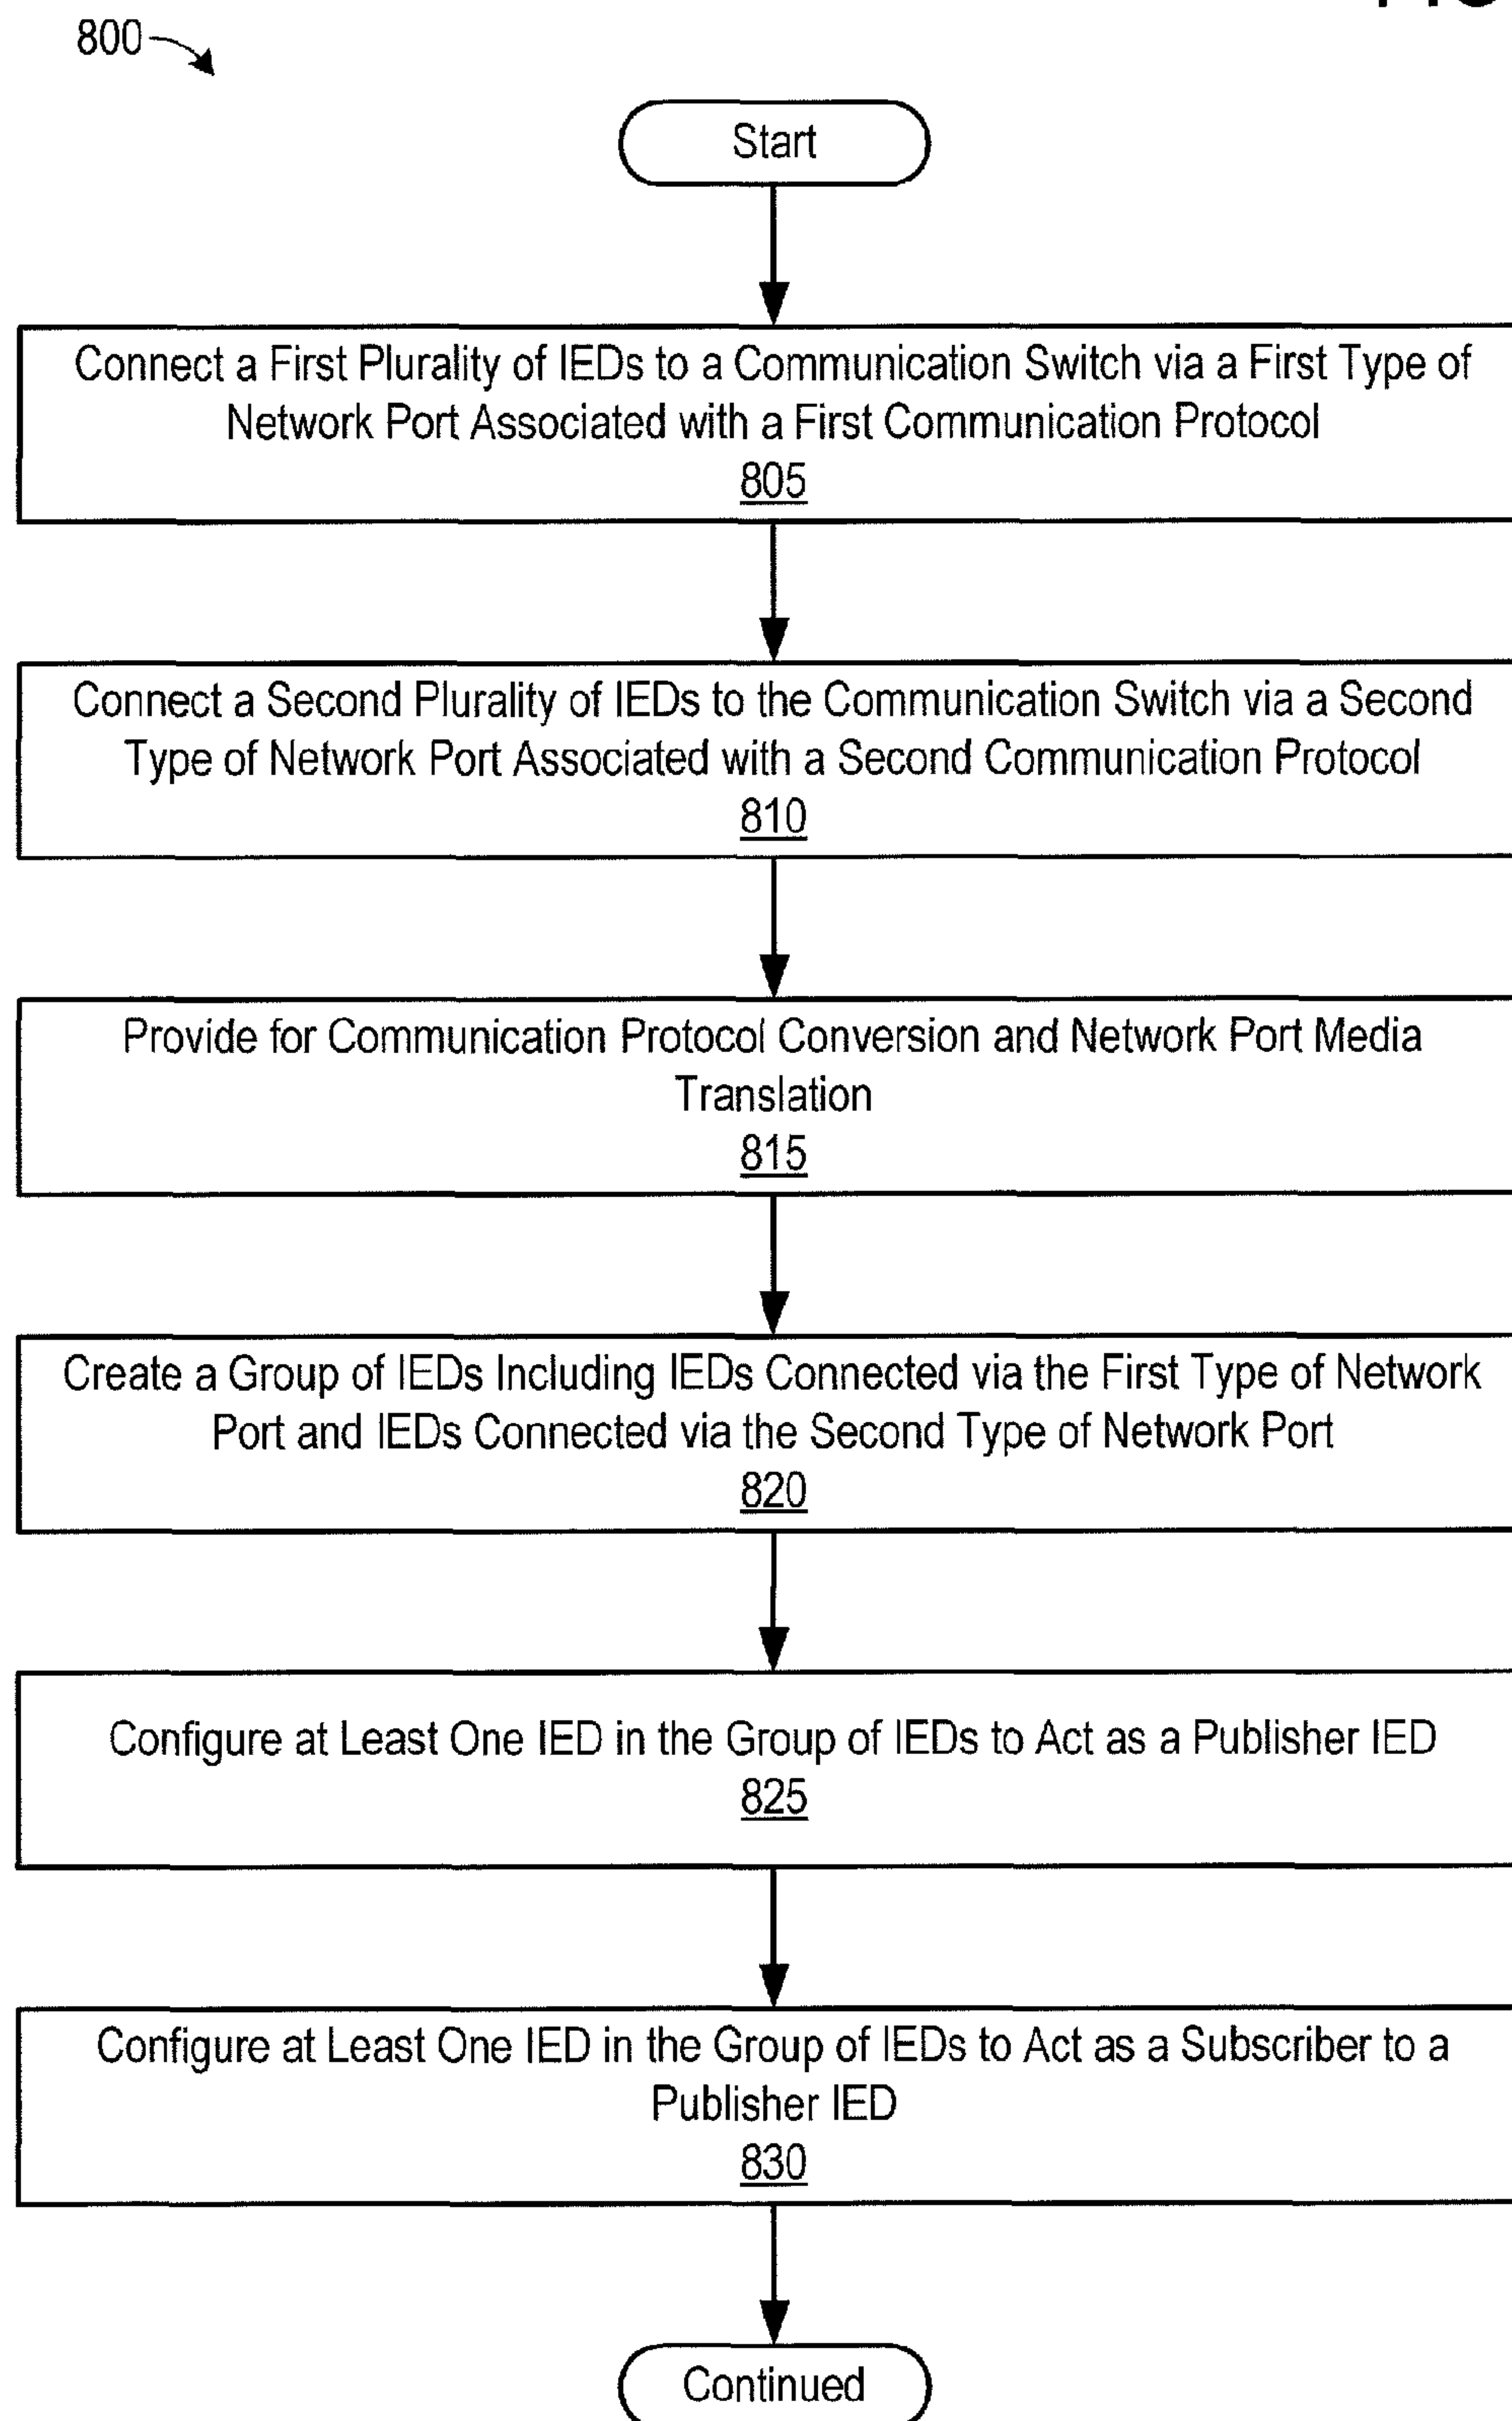 800
Start
Connect a First Plurality of IEDs to a Communication Switch via a First Type of
Network Port Associated with a First Communication Protocol
805
Connect a Second Plurality of IEDs to the Communication Switch via a Second
Type of Network Port Associated with a Second Communication Protocol
810
Provide for Communication Protocol Conversion and Network Port Media
Translation
815
Create a Group of IEDs Including IEDs Connected via the First Type of Network
Port and IEDs Connected via the Second Type of Network Port
820
Configure at Least One IED in the Group of IEDs to Act as a Publisher IED
825
Configure at Least One IED in the Group of IEDs to Act as a Subscriber to a
Publisher IED
830
Continued